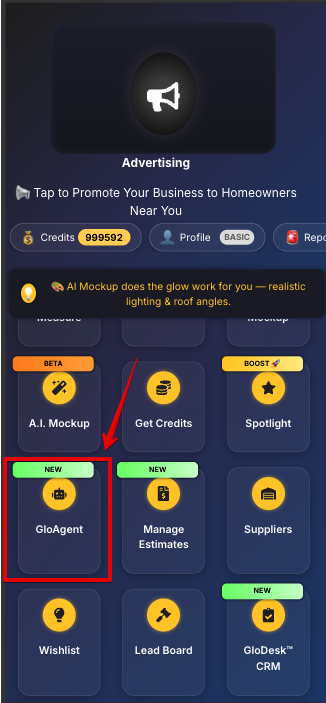 Advertising
📢 Tap to Promote Your Business to Homeowners
Near You
💰 Credits 999592
👤 Profile BASIC
🚨 Repo
🎨 AI Mockup does the glow work for you — realistic
lighting & roof angles.
Measure
Mockup
BETA
BOOST 🚀
A.I. Mockup
Get Credits
Spotlight
NEW
NEW
GloAgent
Manage
Estimates
Suppliers
NEW
Wishlist
Lead Board
GloDesk™
CRM